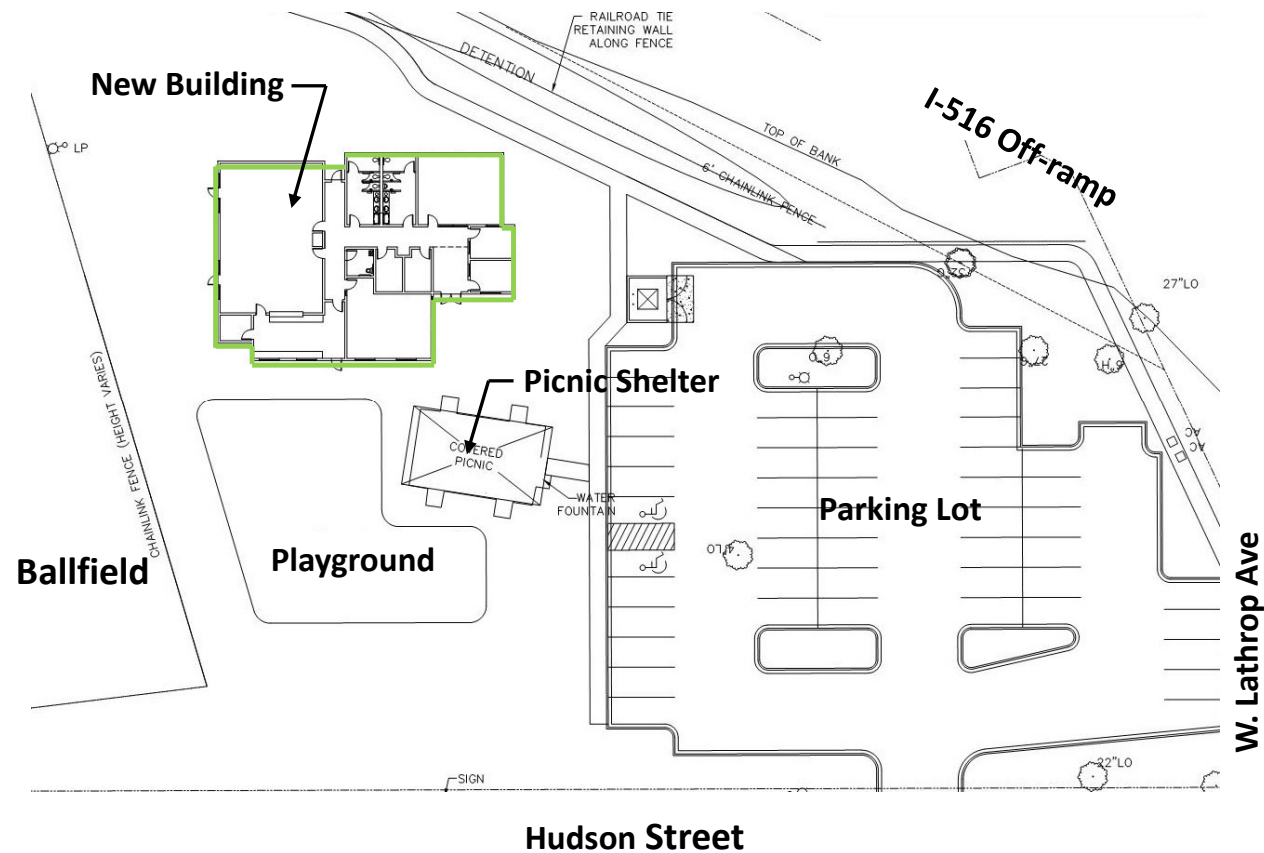 RAILROAD TIE
RETAINING WALL
ALONG FENCE
DETENTION
New Building
I-516 Off-ramp
TOP OF BANK
LP
6' CHAINLINK FENCE
27"LO
Picnic Shelter
CHAINLINK FENCE (HEIGHT VARIES)
COVERED
PICNIC
AC
AC
WATER
FOUNTAIN
Parking Lot
Playground
Ballfield
W. Lathrop Ave
22"LO
SIGN
Hudson Street